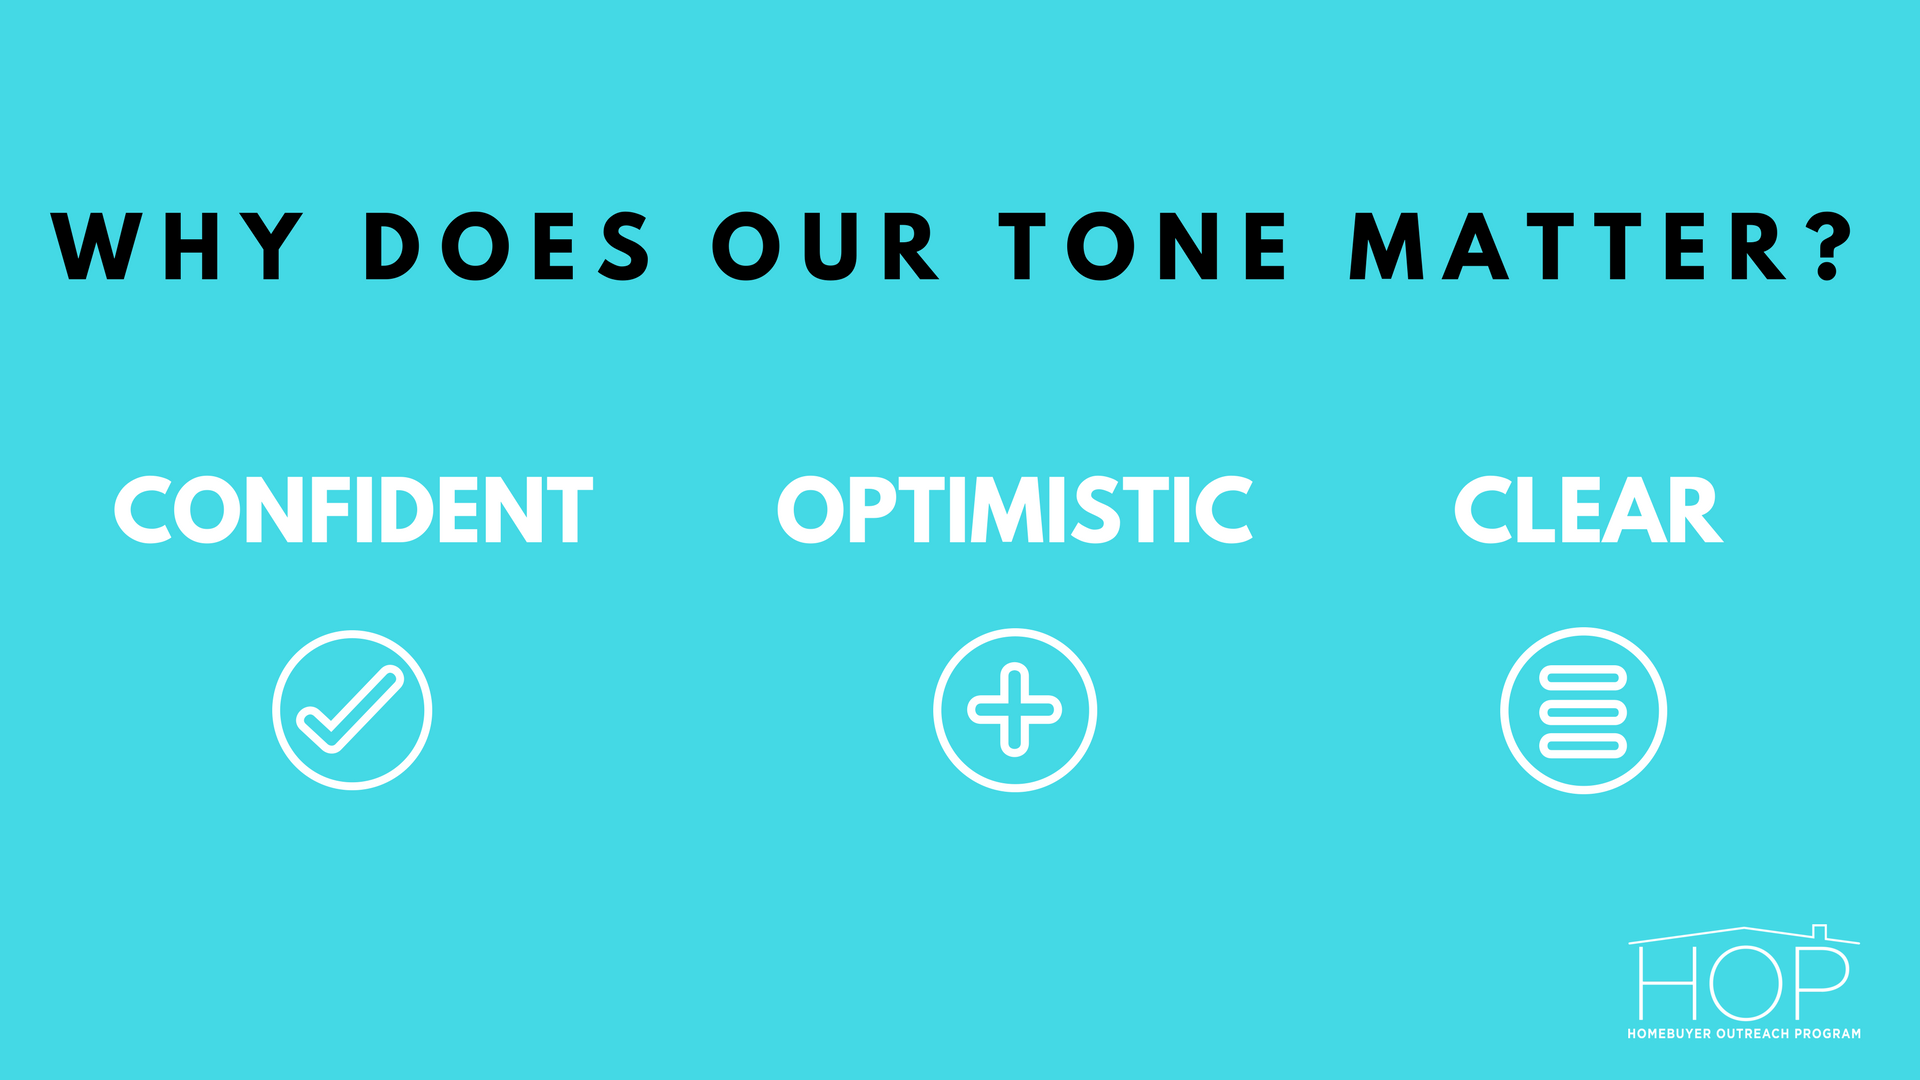 WHY DOES OUR TONE MATTER?
CONFIDENT
OPTIMISTIC
CLEAR
HOP
HOMEBUYER OUTREACH PROGRAM